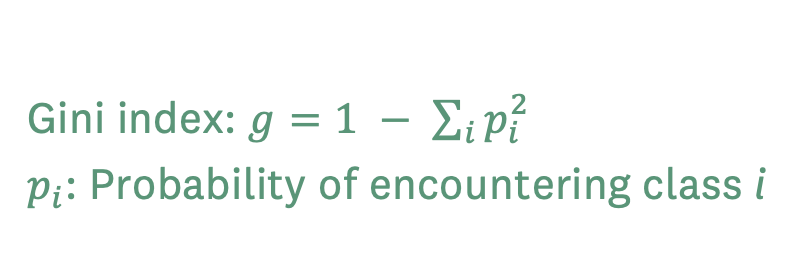 Gini index: g = 1 − ∑ᵢ pᵢ²
pᵢ: Probability of encountering class i